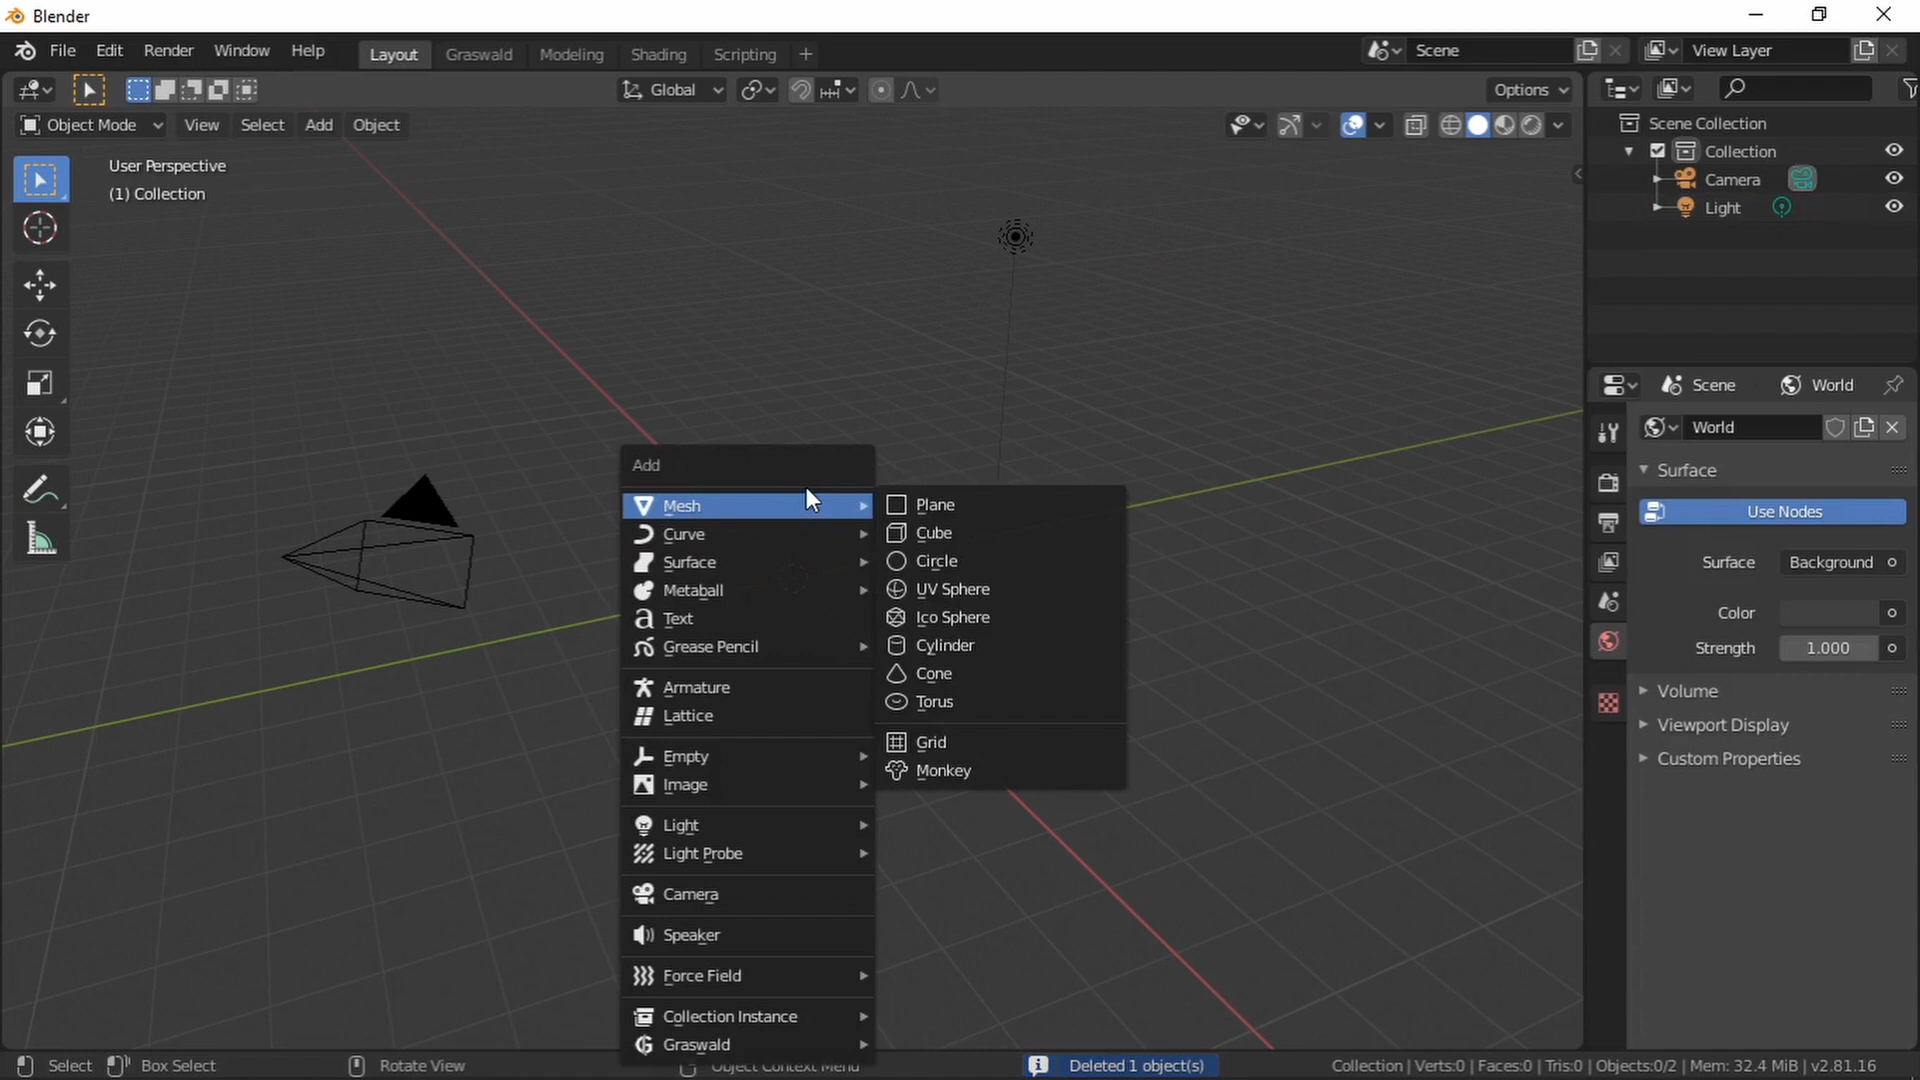 Blender
File Edit Render Window Help Layout Graswald Modeling Shading Scripting + Scene View Layer
Global Options
Object Mode View Select Add Object
User Perspective
(1) Collection
Scene Collection
Collection
Camera
Light
Scene World
World
Surface
Use Nodes
Surface Background
Color
Strength 1.000
Volume
Viewport Display
Custom Properties
Add
Mesh
Curve
Surface
Metaball
Text
Grease Pencil
Armature
Lattice
Empty
Image
Light
Light Probe
Camera
Speaker
Force Field
Collection Instance
Graswald
Plane
Cube
Circle
UV Sphere
Ico Sphere
Cylinder
Cone
Torus
Grid
Monkey
Select Box Select Rotate View Object Context Menu Deleted 1 object(s) Collection | Verts:0 | Faces:0 | Tris:0 | Objects:0/2 | Mem: 32.4 MiB | v2.81.16